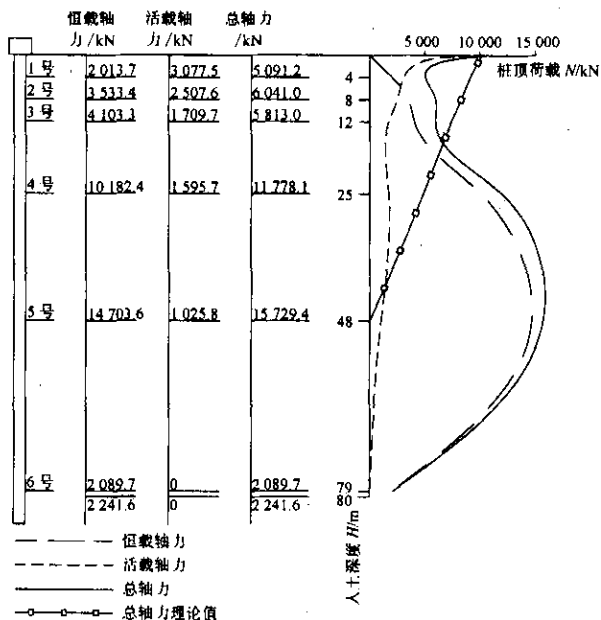 恒载轴力/kN 活载轴力/kN 总轴力/kN
5 000 10 000 15 000
桩顶荷载 N/kN
1号 2 013.7 3 077.5 5 091.2 4
2号 3 533.4 2 507.6 6 041.0 8
3号 4 103.3 1 709.7 5 813.0 12
4号 10 182.4 1 595.7 11 778.1 25
5号 14 703.6 1 025.8 15 729.4 48
6号 2 089.7 0 2 089.7 79
2 241.6 0 2 241.6 80
入土深度 H/m
恒载轴力
活载轴力
总轴力
总轴力理论值